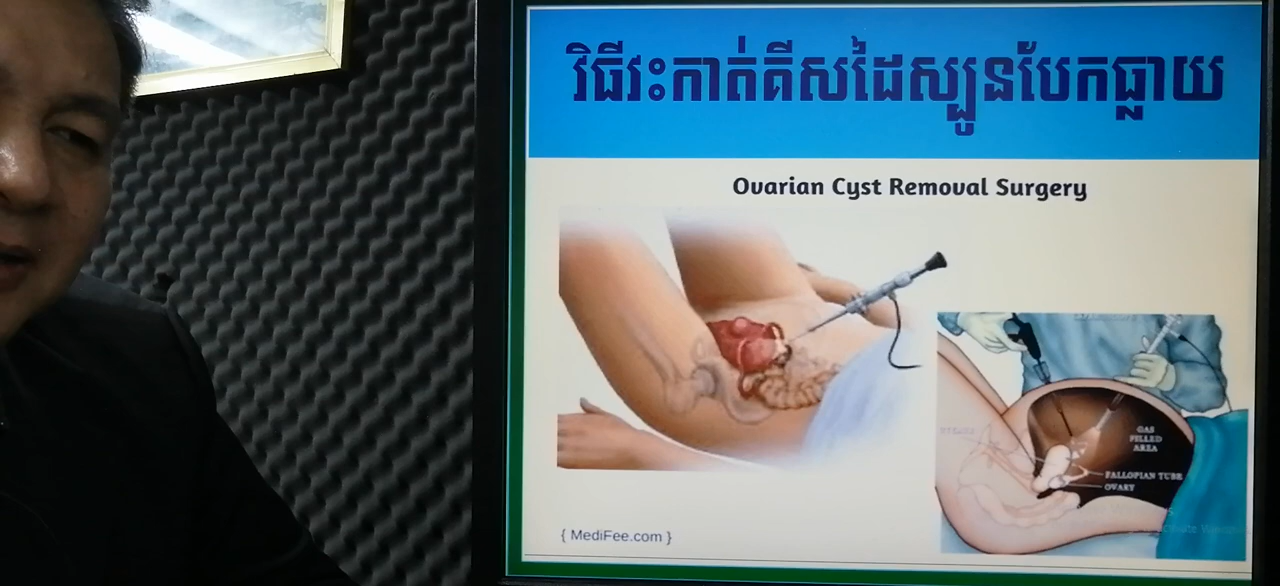 វិធីវះកាត់គីសដៃស្បូនបែកធ្លាយ
Ovarian Cyst Removal Surgery
GAS
FILLED
AREA
UTERUS
FALLOPIAN TUBE
OVARY
{ MediFee.com }